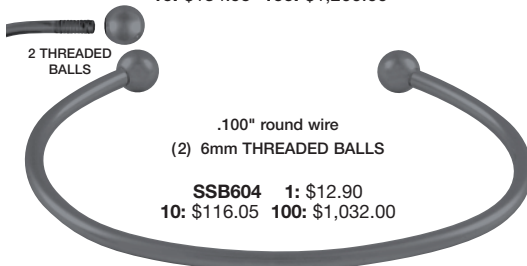 2 THREADED
BALLS
.100" round wire
(2) 6mm THREADED BALLS
SSB604 1: $12.90
10: $116.05 100: $1,032.00